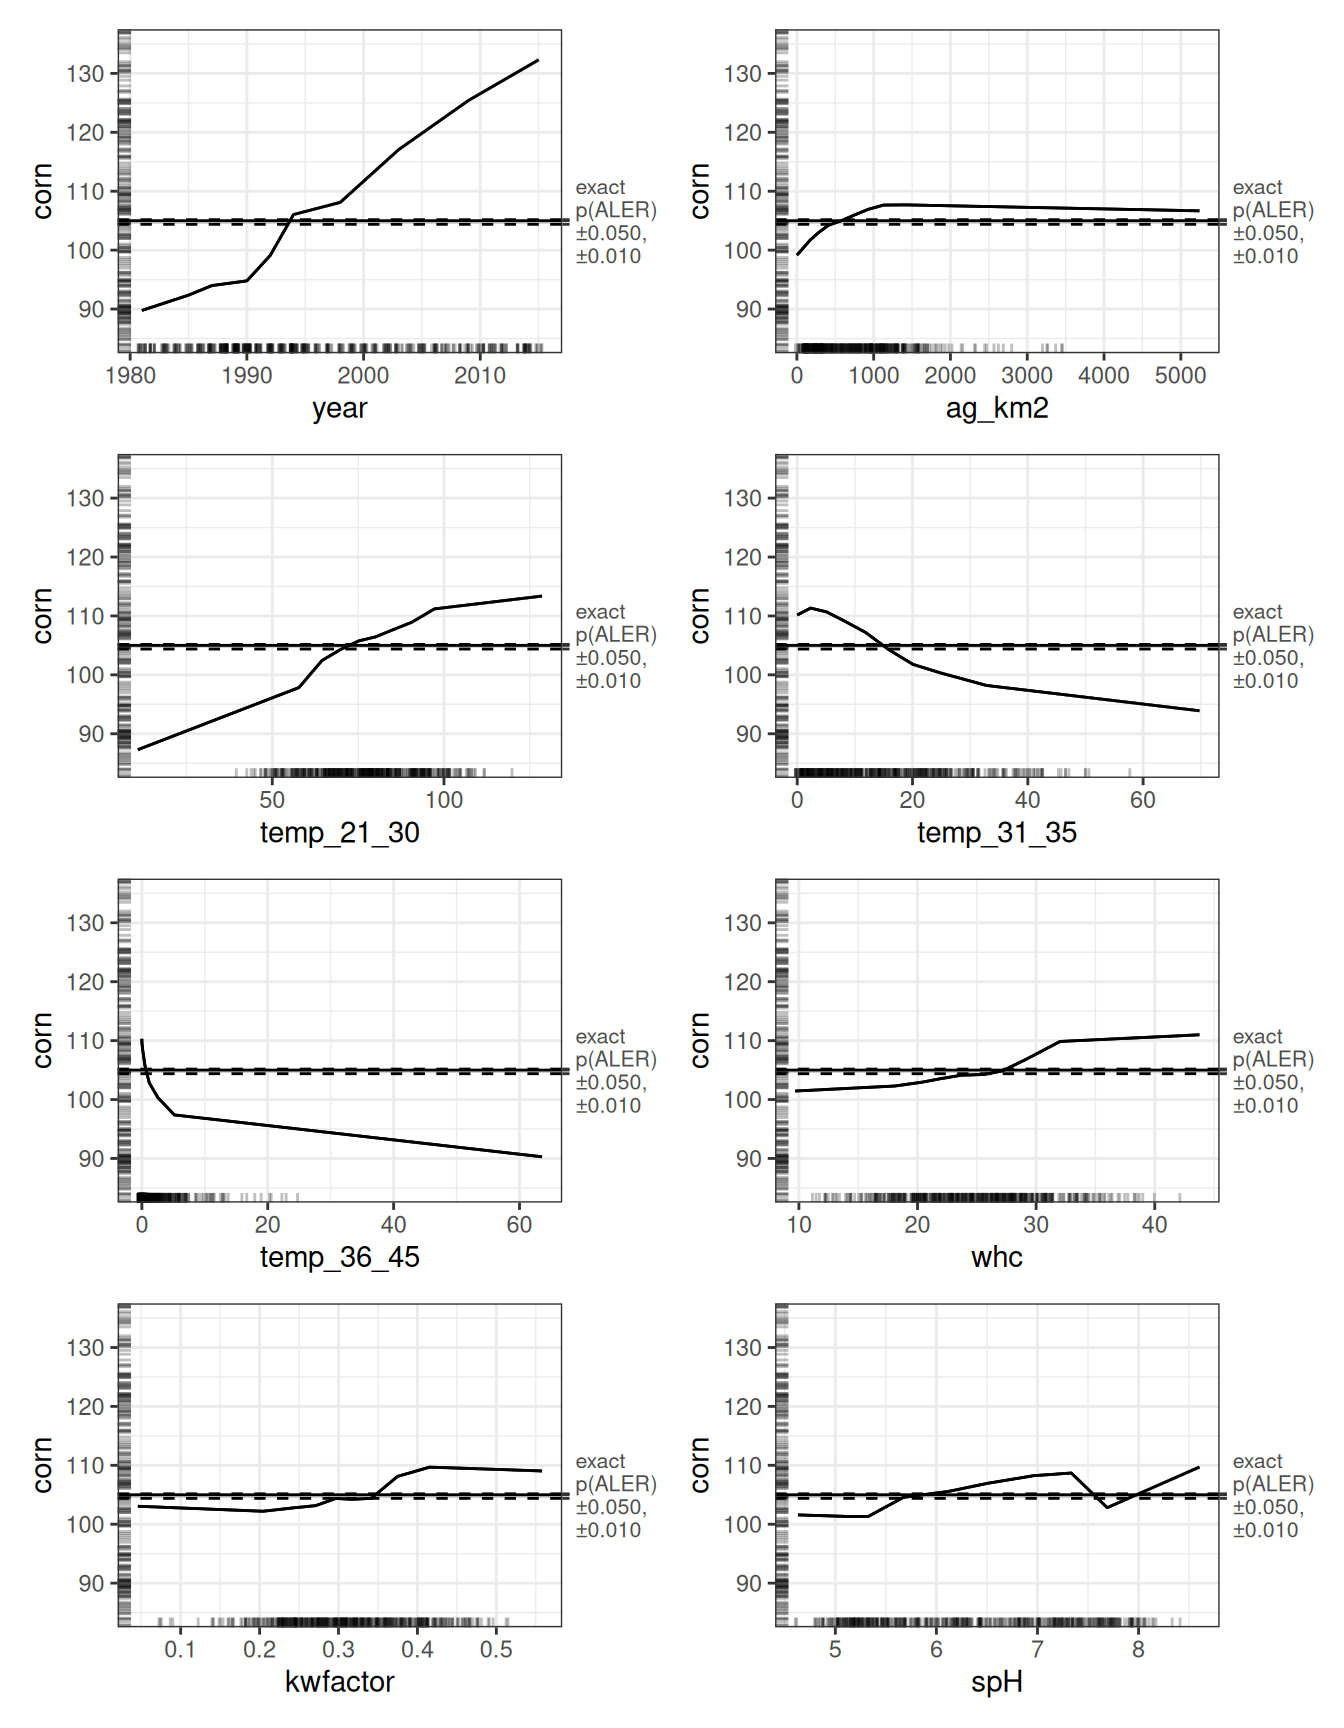 corn
130
120
110
100
90
1980 1990 2000 2010
year
exact
p(ALER)
±0.050,
±0.010
corn
130
120
110
100
90
0 1000 2000 3000 4000 5000
ag_km2
exact
p(ALER)
±0.050,
±0.010
corn
130
120
110
100
90
50 100
temp_21_30
exact
p(ALER)
±0.050,
±0.010
corn
130
120
110
100
90
0 20 40 60
temp_31_35
exact
p(ALER)
±0.050,
±0.010
corn
130
120
110
100
90
0 20 40 60
temp_36_45
exact
p(ALER)
±0.050,
±0.010
corn
130
120
110
100
90
10 20 30 40
whc
exact
p(ALER)
±0.050,
±0.010
corn
130
120
110
100
90
0.1 0.2 0.3 0.4 0.5
kwfactor
exact
p(ALER)
±0.050,
±0.010
corn
130
120
110
100
90
5 6 7 8
spH
exact
p(ALER)
±0.050,
±0.010